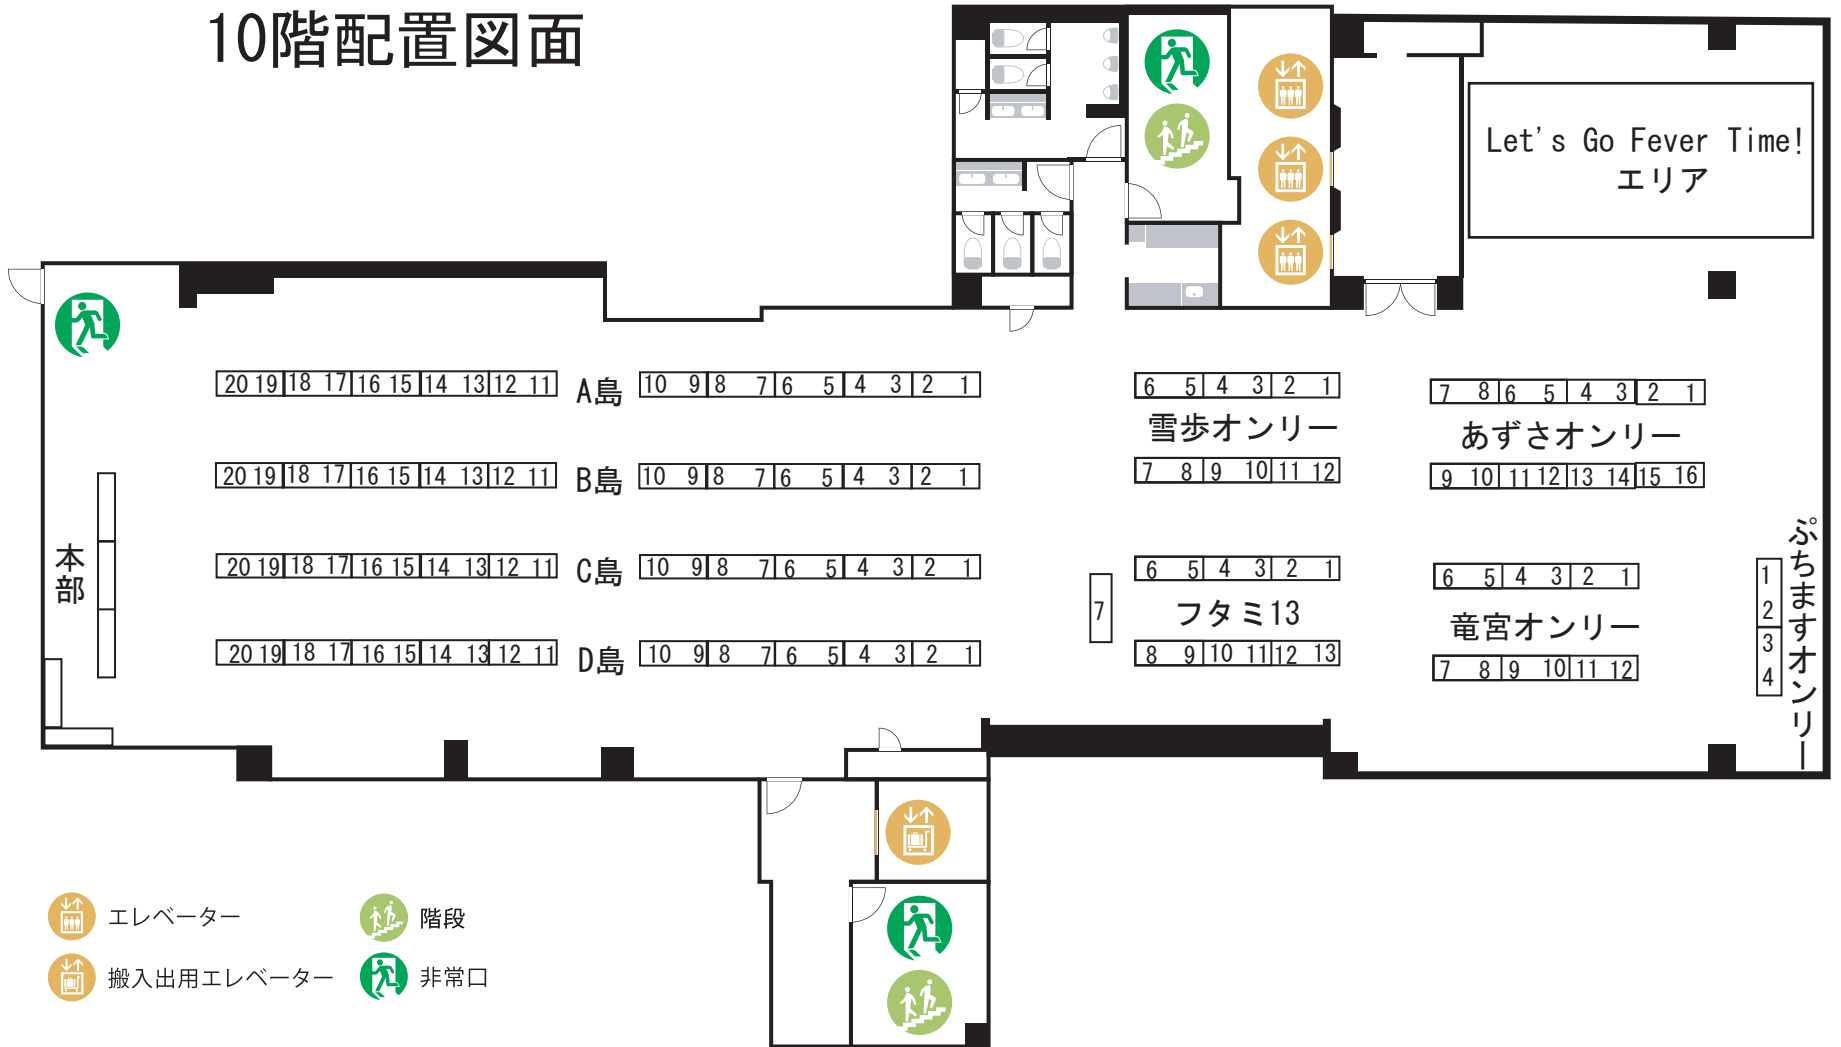 10階配置図面
Let's Go Fever Time!
エリア
20 19 18 17 16 15 14 13 12 11 A島 10 9 8 7 6 5 4 3 2 1
6 5 4 3 2 1
雪歩オンリー
7 8 9 10 11 12
7 8 6 5 4 3 2 1
あずさオンリー
9 10 11 12 13 14 15 16
20 19 18 17 16 15 14 13 12 11 B島 10 9 8 7 6 5 4 3 2 1
本部
20 19 18 17 16 15 14 13 12 11 C島 10 9 8 7 6 5 4 3 2 1
6 5 4 3 2 1
7
フタミ13
8 9 10 11 12 13
6 5 4 3 2 1
竜宮オンリー
7 8 9 10 11 12
1
2
3
4
ぷちますオンリー
20 19 18 17 16 15 14 13 12 11 D島 10 9 8 7 6 5 4 3 2 1
エレベーター
階段
搬入出用エレベーター
非常口